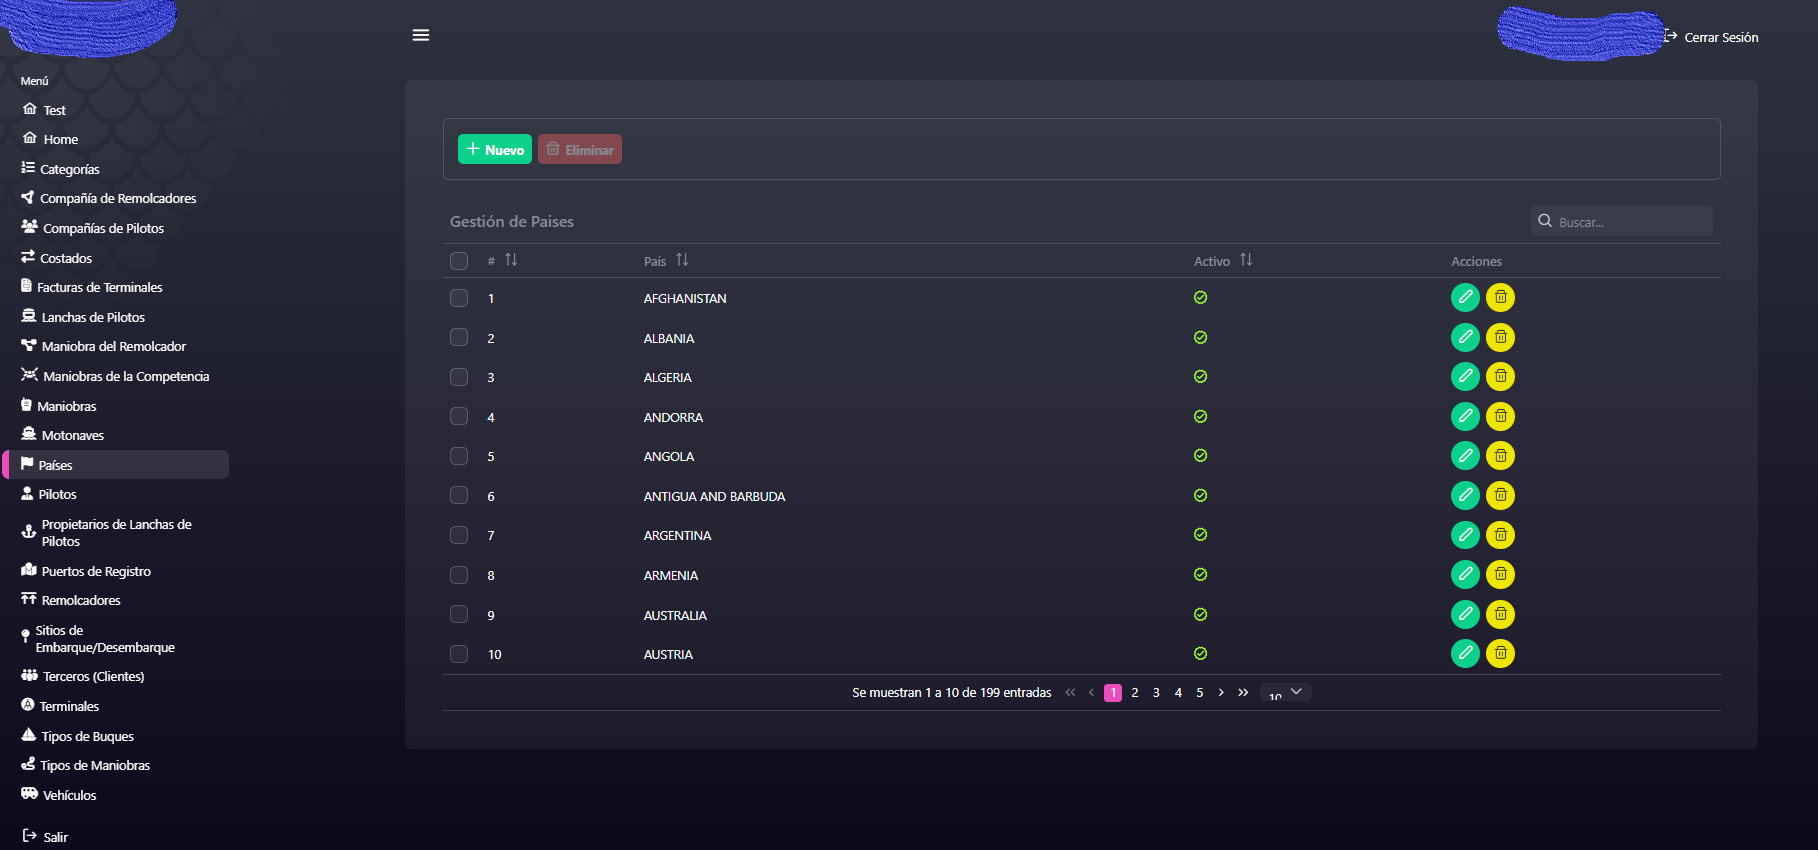 Cerrar Sesión
Menú
Test
Home
Categorías
Compañía de Remolcadores
Compañías de Pilotos
Costados
Facturas de Terminales
Lanchas de Pilotos
Maniobra del Remolcador
Maniobras de la Competencia
Maniobras
Motonaves
Países
Pilotos
Propietarios de Lanchas de
Pilotos
Puertos de Registro
Remolcadores
Sitios de
Embarque/Desembarque
Terceros (Clientes)
Terminales
Tipos de Buques
Tipos de Maniobras
Vehículos
Salir
Nuevo Eliminar
Gestión de Paises
Buscar...
# País Activo Acciones
1 AFGHANISTAN
2 ALBANIA
3 ALGERIA
4 ANDORRA
5 ANGOLA
6 ANTIGUA AND BARBUDA
7 ARGENTINA
8 ARMENIA
9 AUSTRALIA
10 AUSTRIA
Se muestran 1 a 10 de 199 entradas « ‹ 1 2 3 4 5 › » 10